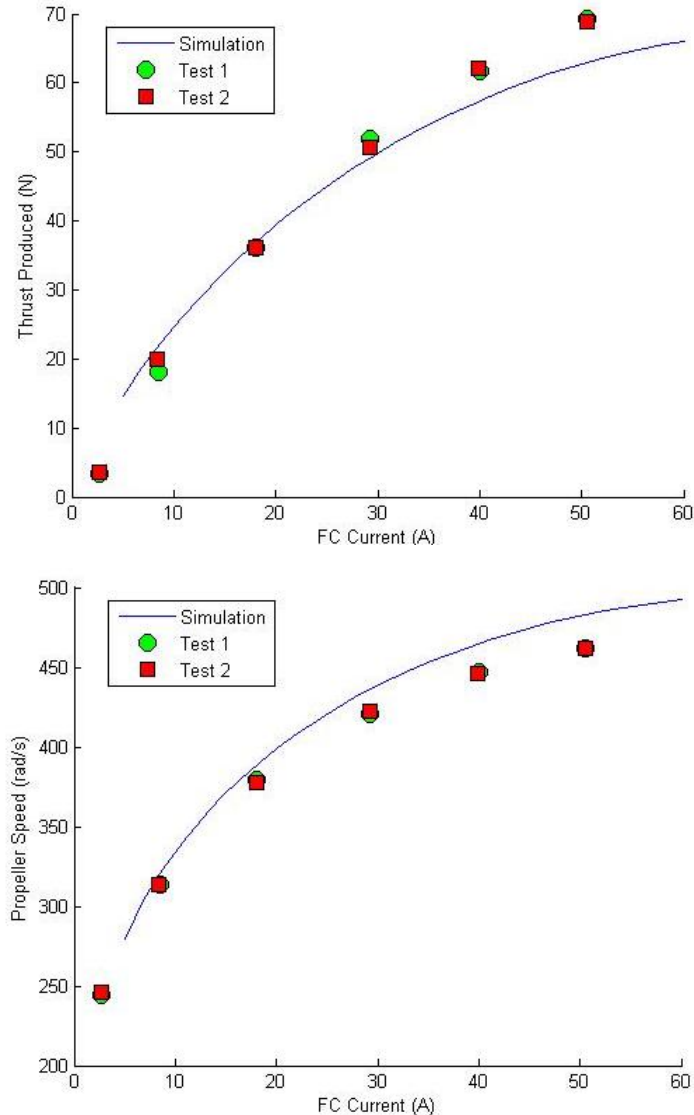 70
60
50
40
30
20
10
0
Thrust Produced (N)
Simulation
Test 1
Test 2
0 10 20 30 40 50 60
FC Current (A)
500
450
400
350
300
250
200
Propeller Speed (rad/s)
Simulation
Test 1
Test 2
0 10 20 30 40 50 60
FC Current (A)